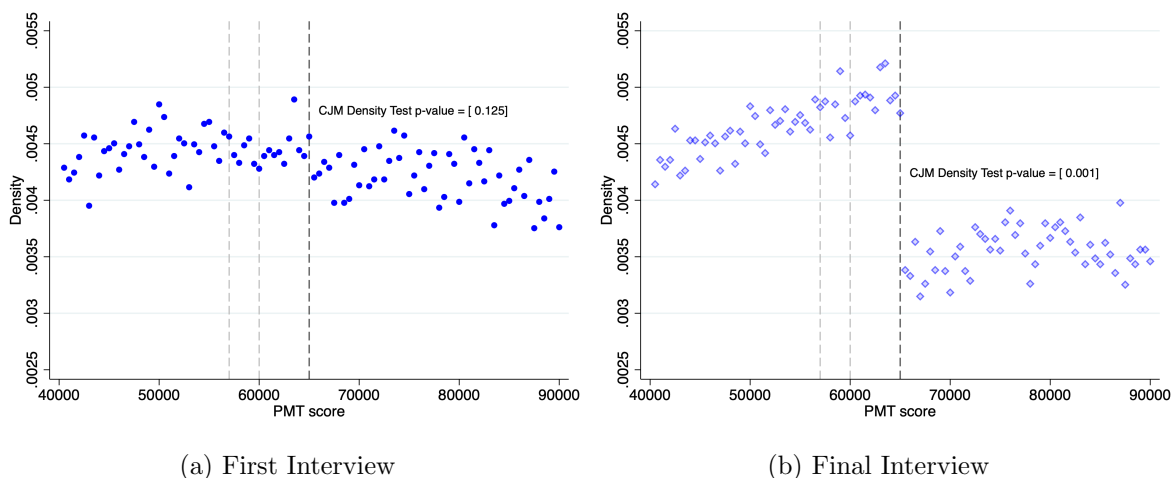 .0055
.005
.0045
.004
.0035
.003
.0025
Density
CJM Density Test p-value = [ 0.125]
40000 50000 60000 70000 80000 90000
PMT score
(a) First Interview
.0055
.005
.0045
.004
.0035
.003
.0025
Density
CJM Density Test p-value = [ 0.001]
40000 50000 60000 70000 80000 90000
PMT score
(b) Final Interview